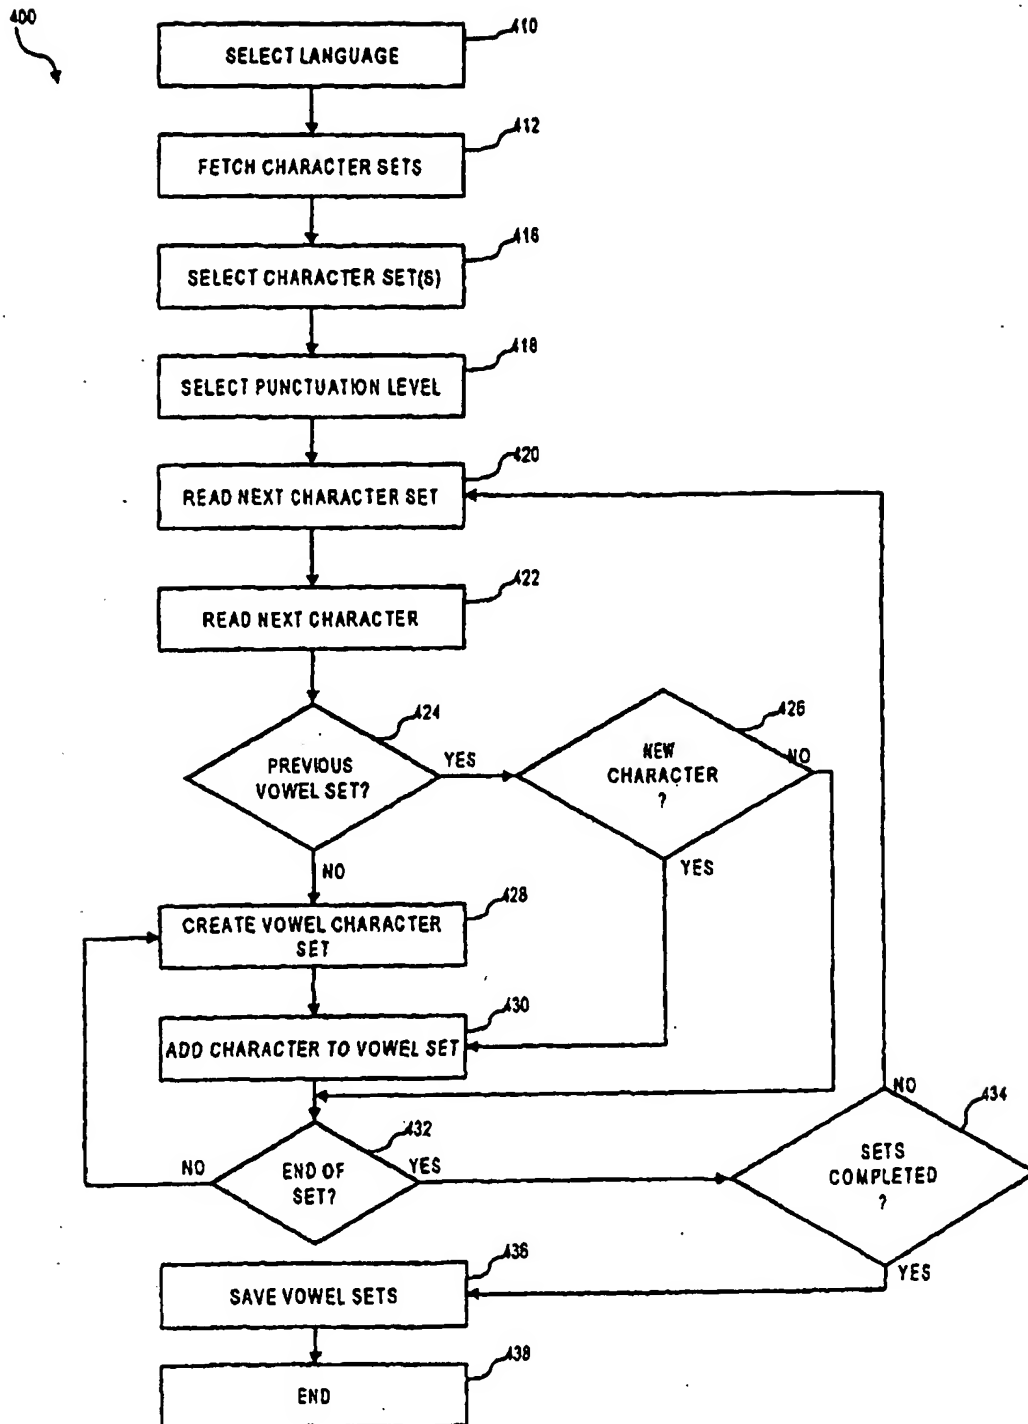 400
410
SELECT LANGUAGE
412
FETCH CHARACTER SETS
416
SELECT CHARACTER SET(S)
418
SELECT PUNCTUATION LEVEL
420
READ NEXT CHARACTER SET
422
READ NEXT CHARACTER
424
PREVIOUS
VOWEL SET?
YES
NO
426
NEW
CHARACTER
?
NO
YES
428
CREATE VOWEL CHARACTER
SET
430
ADD CHARACTER TO VOWEL SET
432
END OF
SET?
NO
YES
434
SETS
COMPLETED
?
NO
YES
436
SAVE VOWEL SETS
438
END